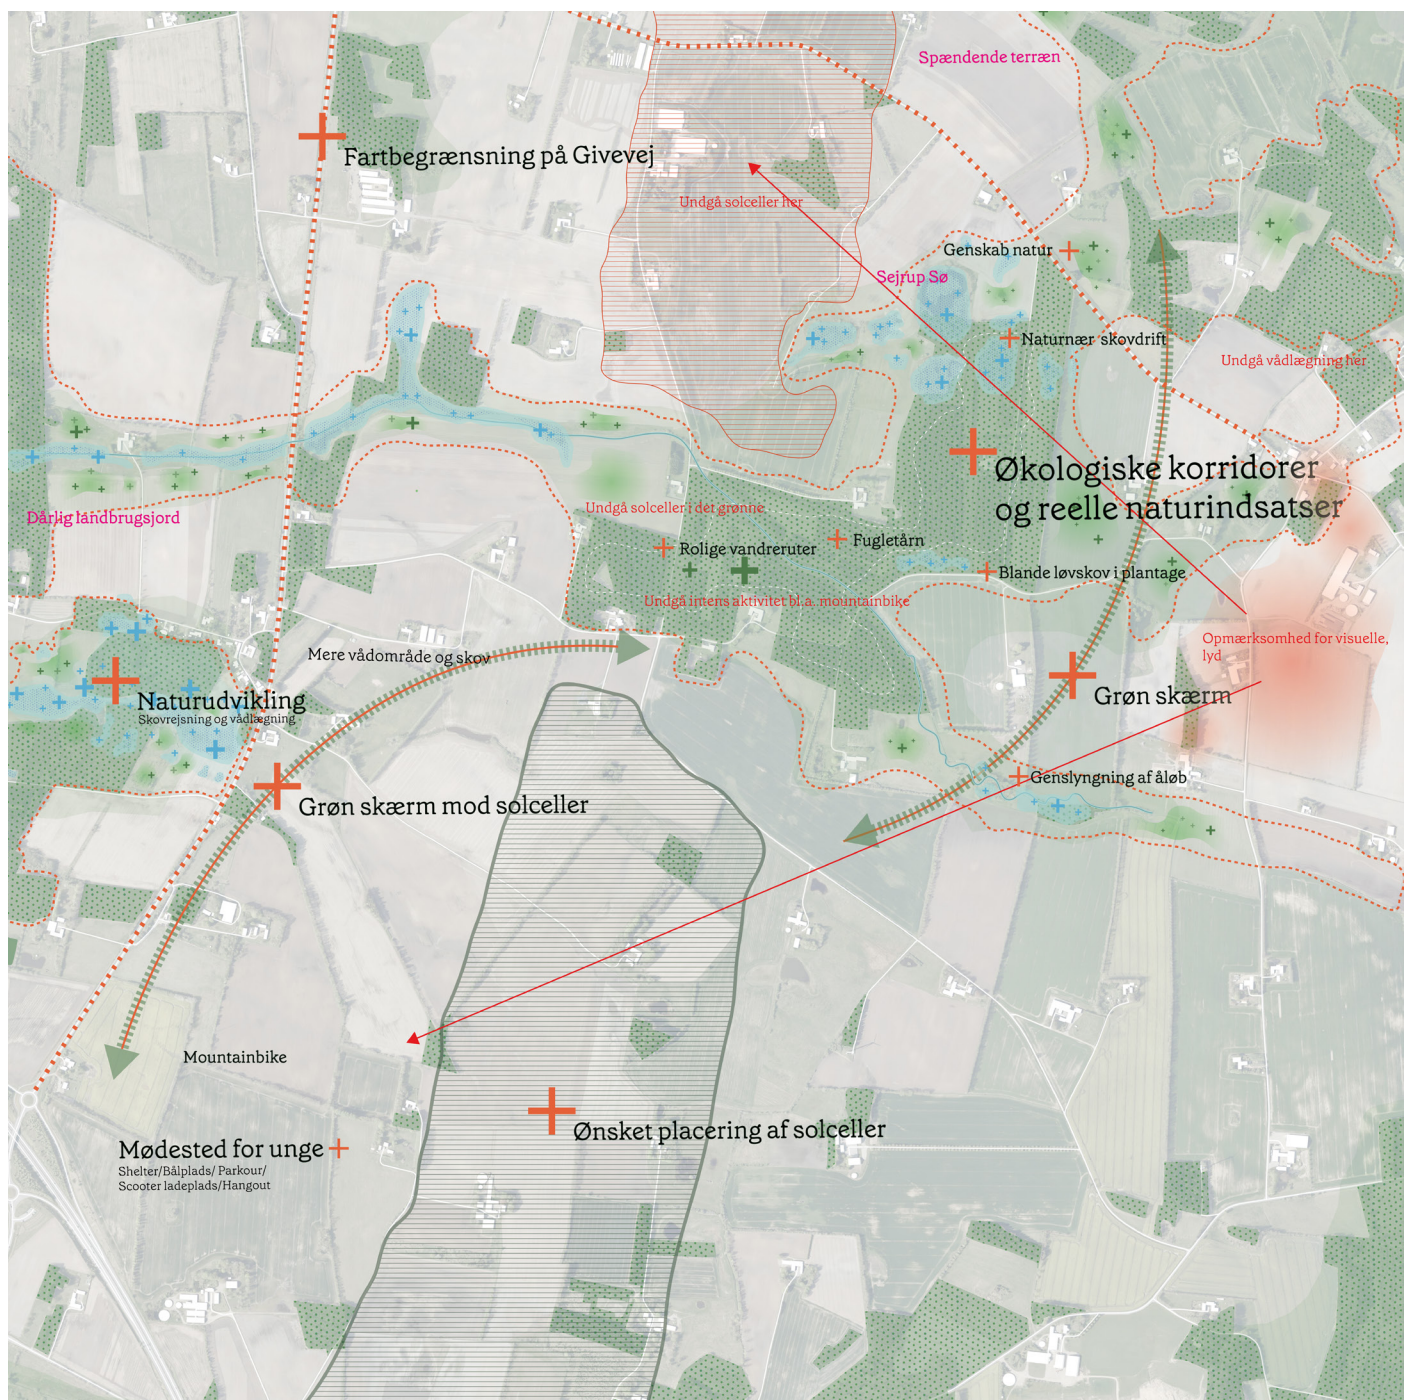 Spændende terræn
Fartbegrænsning på Givevej
Undgå solceller her
Genskab natur
Sejrup Sø
Naturnær skovdrift
Undgå vådlægning her
Økologiske korridorer
og reelle naturindsatser
Dårlig landbrugsjord
Undgå solceller i det grønne
Rolige vandreruter
Fugletårn
Blande løvskov i plantage
Undgå intens aktivitet bl.a. mountainbike
Opmærksomhed for visuelle,
lyd
Mere vådområde og skov
Naturudvikling
Skovrejsning og vådlægning
Grøn skærm
Genslyngning af åløb
Grøn skærm mod solceller
Mountainbike
Ønsket placering af solceller
Mødested for unge
Shelter/Bålplads/ Parkour/
Scooter ladeplads/Hangout